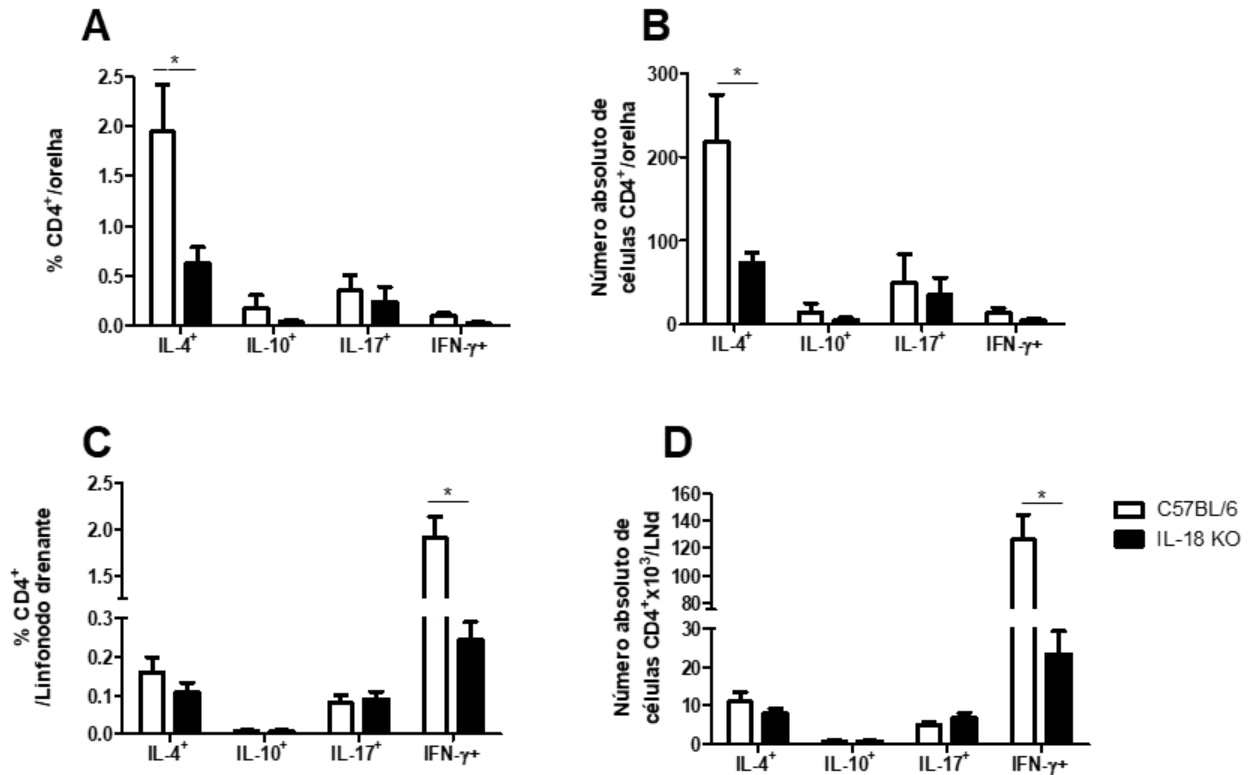 A
*
% CD4⁺/orelha
2.5
2.0
1.5
1.0
0.5
0.0
IL-4⁺ IL-10⁺ IL-17⁺ IFN-γ+
B
*
Número absoluto de
células CD4⁺/orelha
300
200
100
0
IL-4⁺ IL-10⁺ IL-17⁺ IFN-γ+
C
*
% CD4⁺
/Linfonodo drenante
2.5
2.0
1.5
0.3
0.2
0.1
0.0
IL-4⁺ IL-10⁺ IL-17⁺ IFN-γ+
D
*
Número absoluto de
células CD4⁺x10³/LNd
160
140
120
100
80
30
20
10
0
IL-4⁺ IL-10⁺ IL-17⁺ IFN-γ+
C57BL/6
IL-18 KO